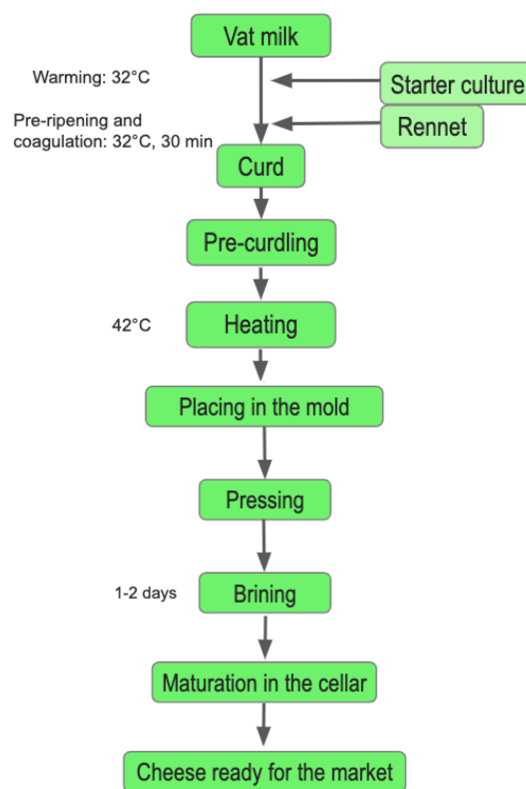 Vat milk
Warming: 32°C
Starter culture
Pre-ripening and
coagulation: 32°C, 30 min
Rennet
Curd
Pre-curdling
42°C
Heating
Placing in the mold
Pressing
1-2 days
Brining
Maturation in the cellar
Cheese ready for the market